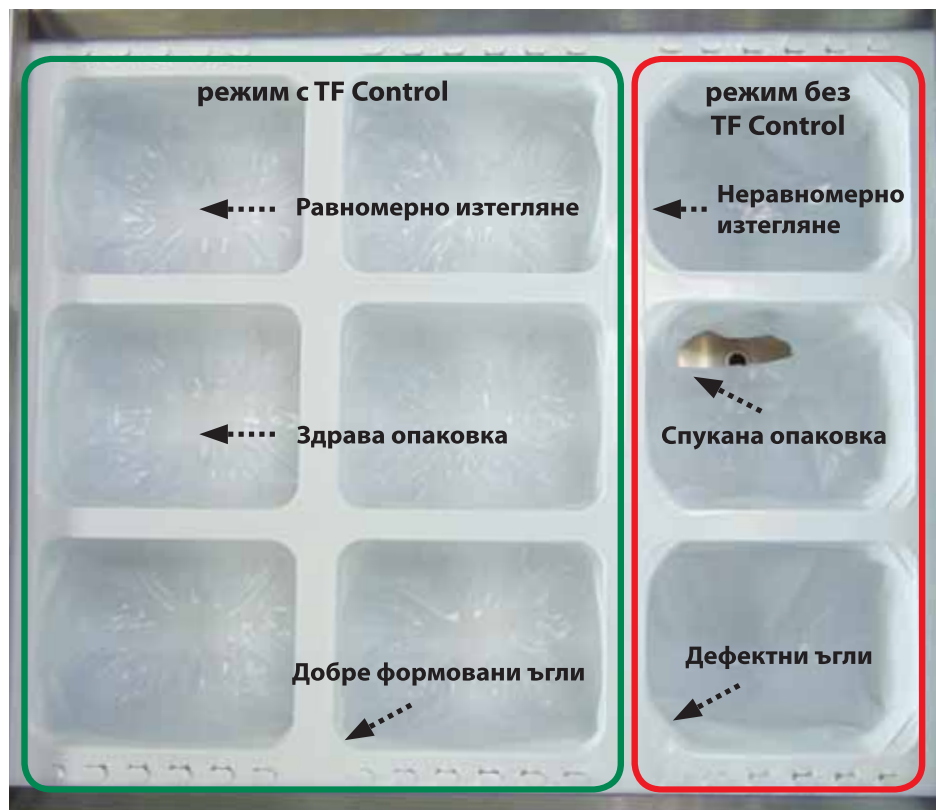 режим с TF Control
Равномерно изтегляне
Здрава опаковка
Добре формовани ъгли
режим без
TF Control
Неравномерно
изтегляне
Спукана опаковка
Дефектни ъгли